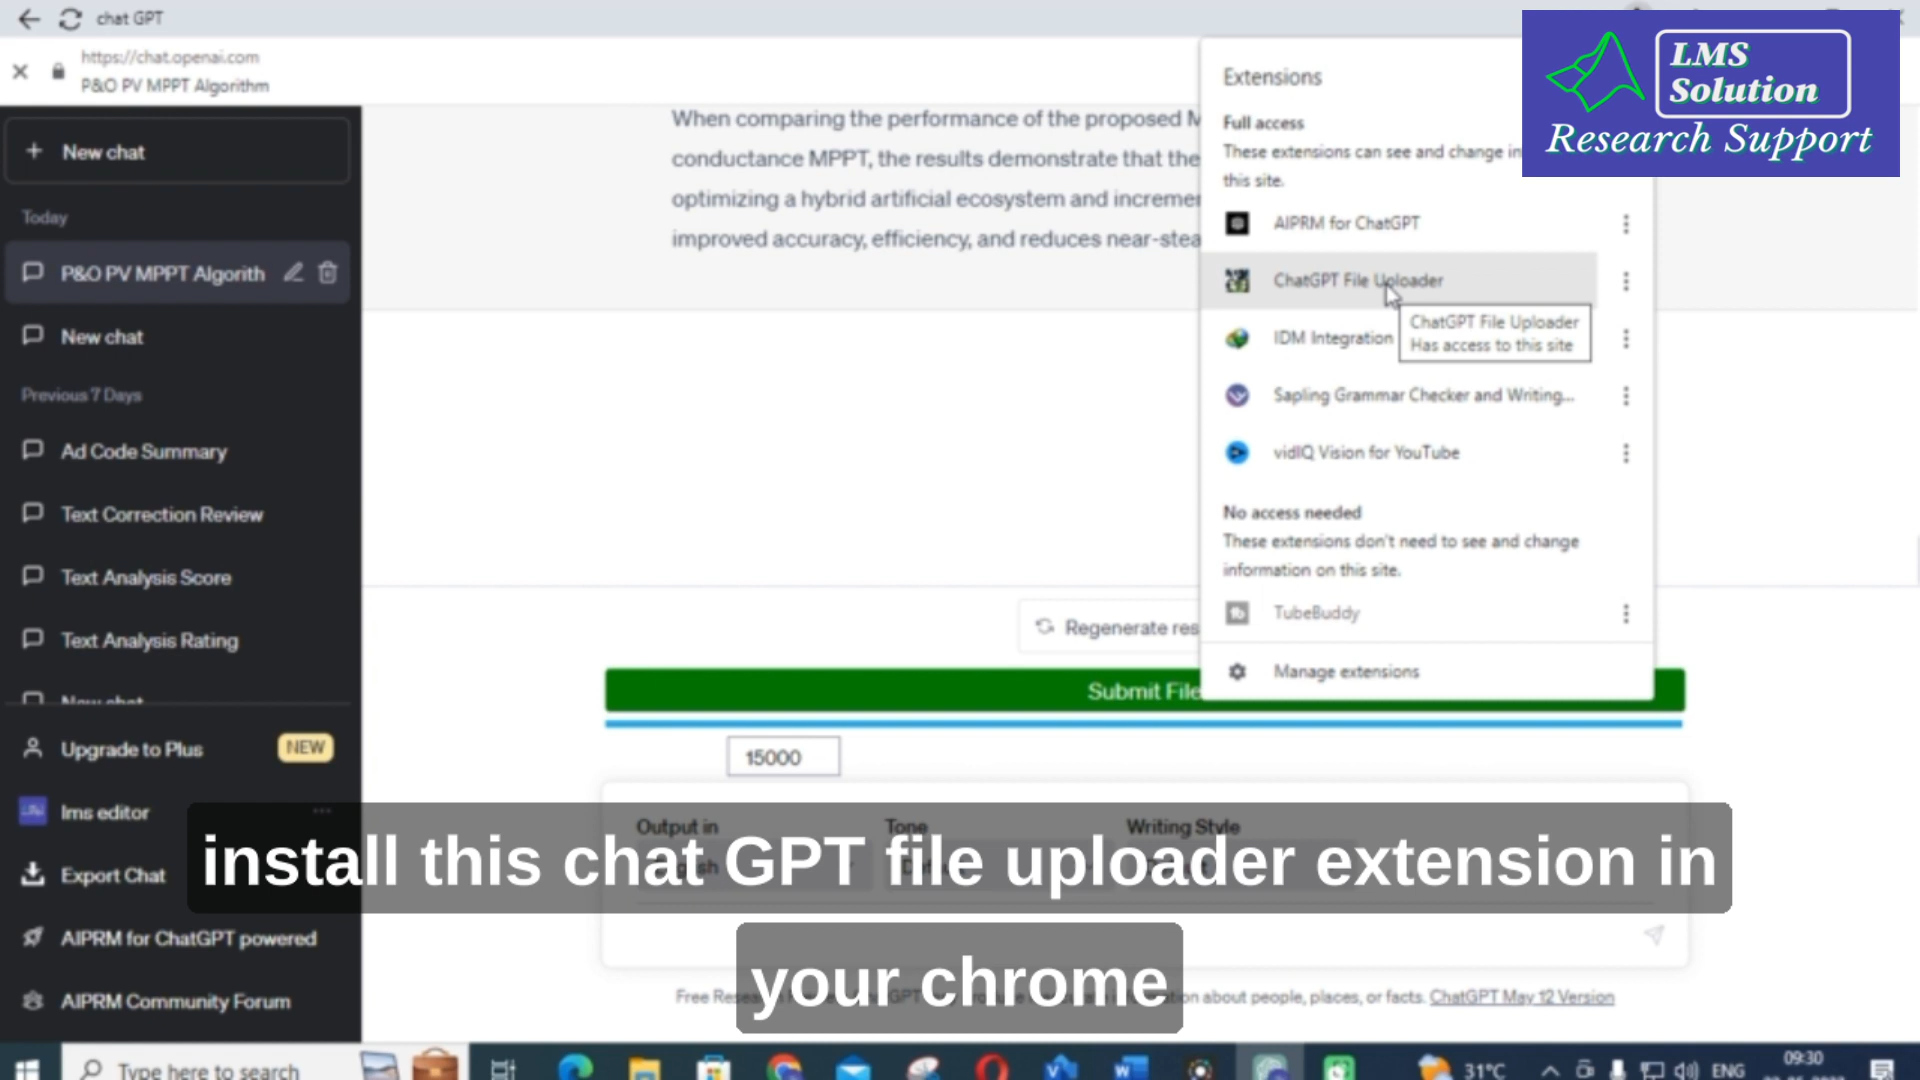 chat GPT
https://chat.openai.com
P&O PV MPPT Algorithm
LMS
Solution
Research Support
New chat
Today
P&O PV MPPT Algorith
New chat
Previous 7 Days
Ad Code Summary
Text Correction Review
Text Analysis Score
Text Analysis Rating
New chat
Upgrade to Plus
NEW
lms editor
Export Chat
AIPRM for ChatGPT powered
AIPRM Community Forum
When comparing the performance of the proposed M
conductance MPPT, the results demonstrate that the
optimizing a hybrid artificial ecosystem and incremen
improved accuracy, efficiency, and reduces near-stea
Extensions
Full access
These extensions can see and change in
this site.
AIPRM for ChatGPT
ChatGPT File Uploader
ChatGPT File Uploader
Has access to this site
IDM Integration
Sapling Grammar Checker and Writing...
vidIQ Vision for YouTube
No access needed
These extensions don't need to see and change
information on this site.
TubeBuddy
Manage extensions
Regenerate res
Submit File
15000
Output in
Tone
Writing Style
install this chat GPT file uploader extension in
your chrome
about people, places, or facts. ChatGPT May 12 Version
Type here to search
31°C
ENG
09:30